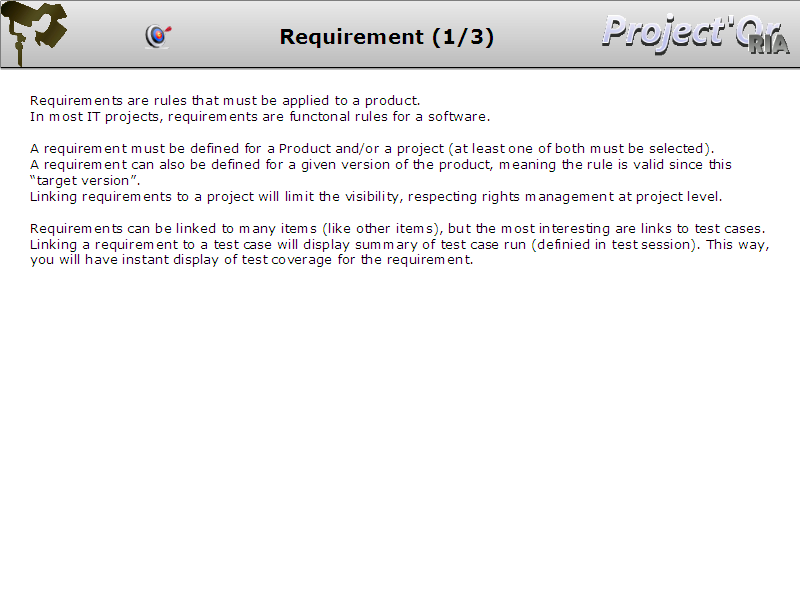 Requirement (1/3)
Project'Or
RIA
Requirements are rules that must be applied to a product.
In most IT projects, requirements are functonal rules for a software.
A requirement must be defined for a Product and/or a project (at least one of both must be selected).
A requirement can also be defined for a given version of the product, meaning the rule is valid since this
“target version”.
Linking requirements to a project will limit the visibility, respecting rights management at project level.
Requirements can be linked to many items (like other items), but the most interesting are links to test cases.
Linking a requirement to a test case will display summary of test case run (definied in test session). This way,
you will have instant display of test coverage for the requirement.